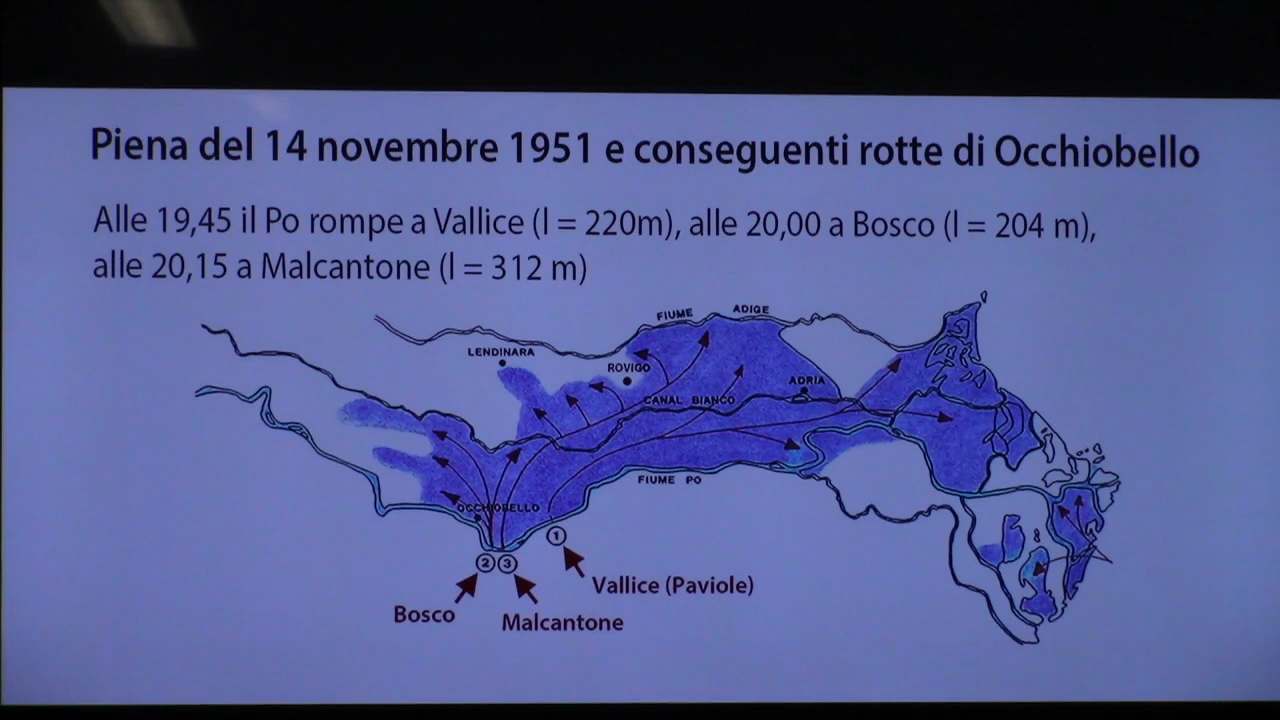 Piena del 14 novembre 1951 e conseguenti rotte di Occhiobello
Alle 19,45 il Po rompe a Vallice (l = 220m), alle 20,00 a Bosco (l = 204 m),
alle 20,15 a Malcantone (l = 312 m)
FIUME ADIGE
LENDINARA
ROVIGO
ADRIA
CANAL BIANCO
FIUME PO
OCCHIOBELLO
1
2 3
Vallice (Paviole)
Bosco
Malcantone